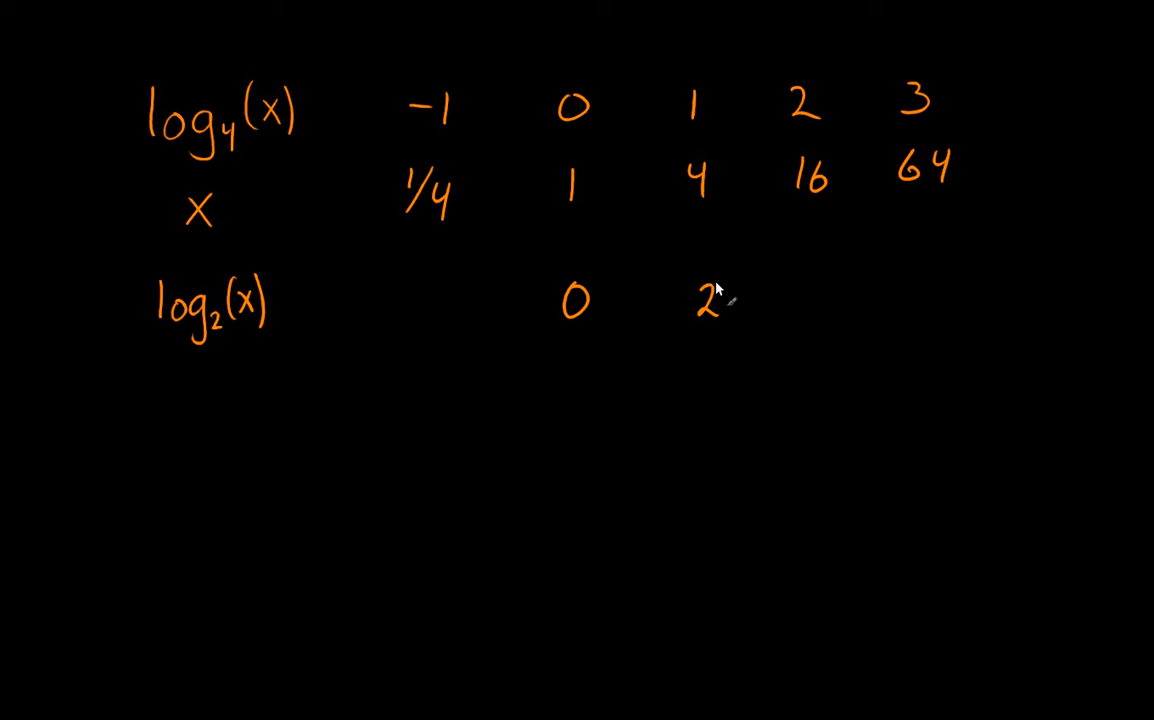 log₄(x) -1 0 1 2 3
x 1/4 1 4 16 64
log₂(x) 0 2